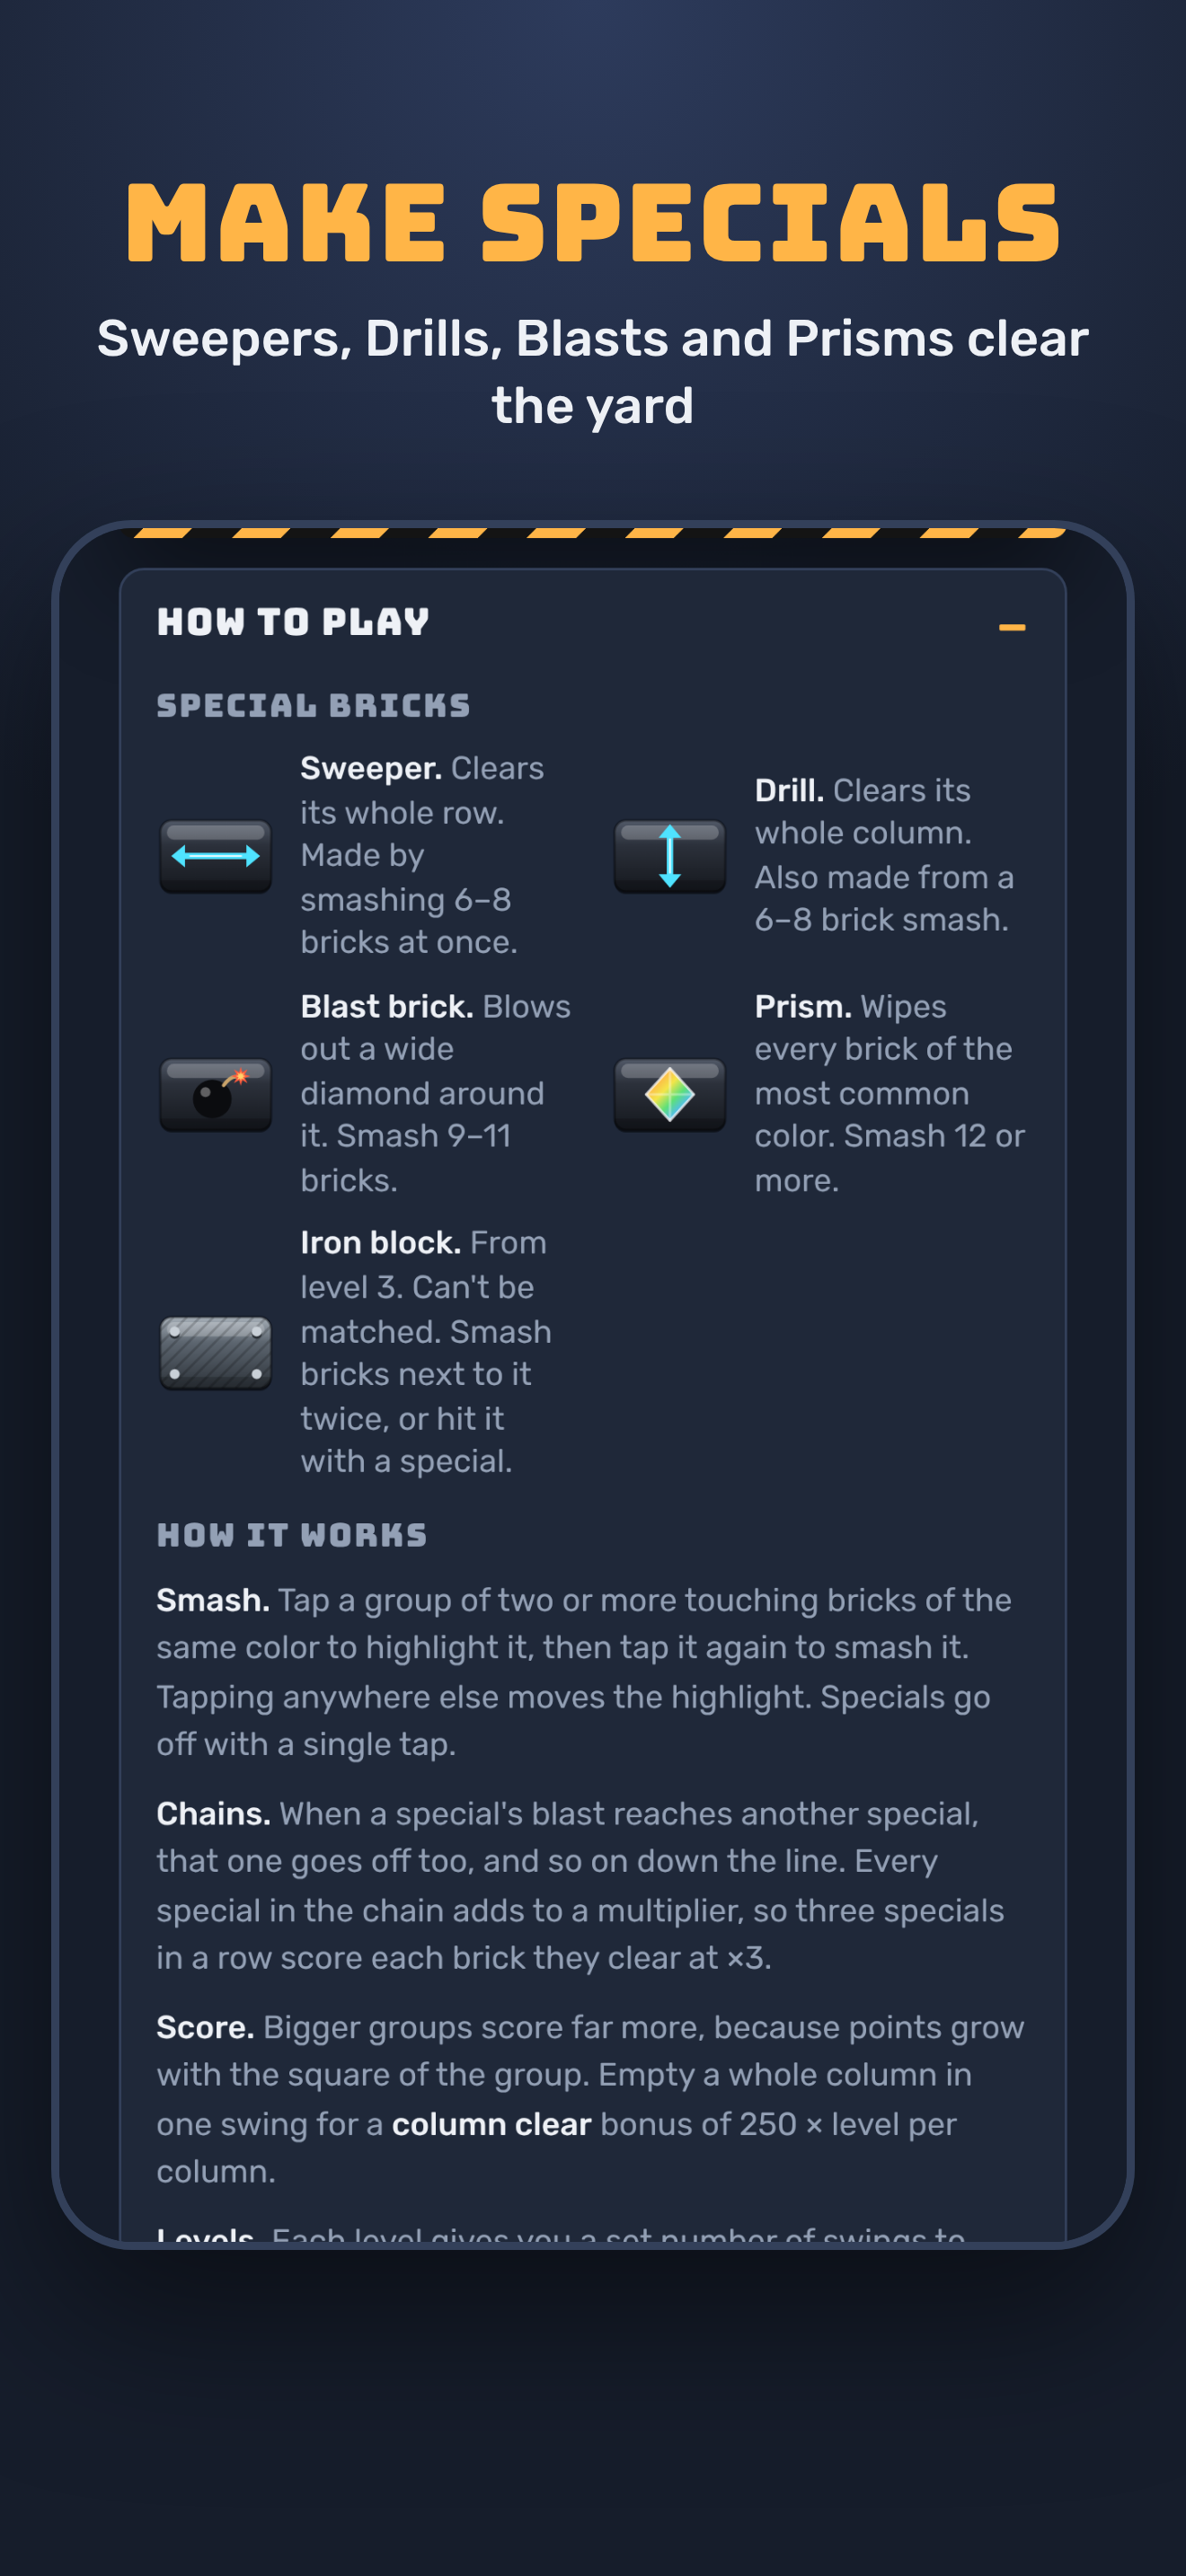 MAKE SPECIALS
Sweepers, Drills, Blasts and Prisms clear
the yard
HOW TO PLAY
SPECIAL BRICKS
Sweeper. Clears
its whole row.
Made by
smashing 6–8
bricks at once.
Drill. Clears its
whole column.
Also made from a
6–8 brick smash.
Blast brick. Blows
out a wide
diamond around
it. Smash 9–11
bricks.
Prism. Wipes
every brick of the
most common
color. Smash 12 or
more.
Iron block. From
level 3. Can't be
matched. Smash
bricks next to it
twice, or hit it
with a special.
HOW IT WORKS
Smash. Tap a group of two or more touching bricks of the
same color to highlight it, then tap it again to smash it.
Tapping anywhere else moves the highlight. Specials go
off with a single tap.
Chains. When a special's blast reaches another special,
that one goes off too, and so on down the line. Every
special in the chain adds to a multiplier, so three specials
in a row score each brick they clear at ×3.
Score. Bigger groups score far more, because points grow
with the square of the group. Empty a whole column in
one swing for a column clear bonus of 250 × level per
column.
Levels. Each level gives you a set number of swings to